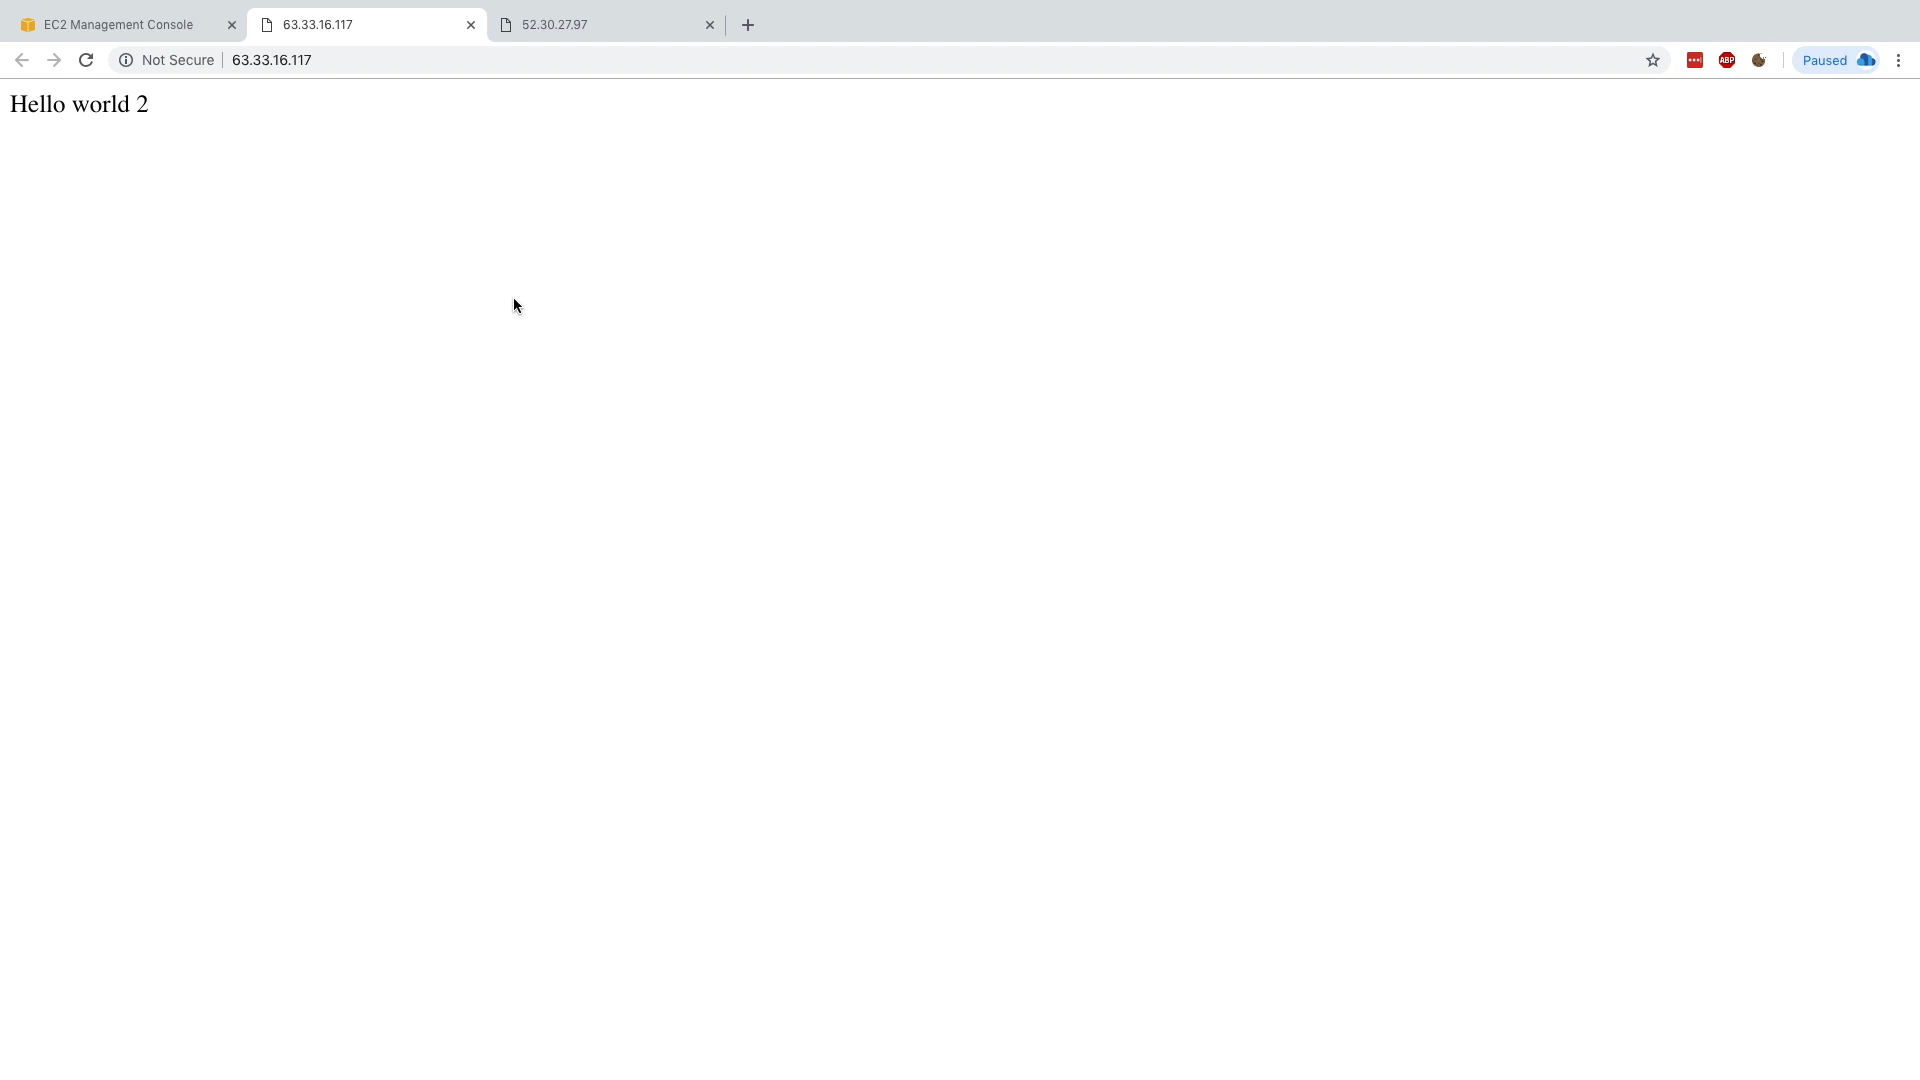 EC2 Management Console
63.33.16.117
52.30.27.97
Not Secure
63.33.16.117
ABP
Paused
Hello world 2